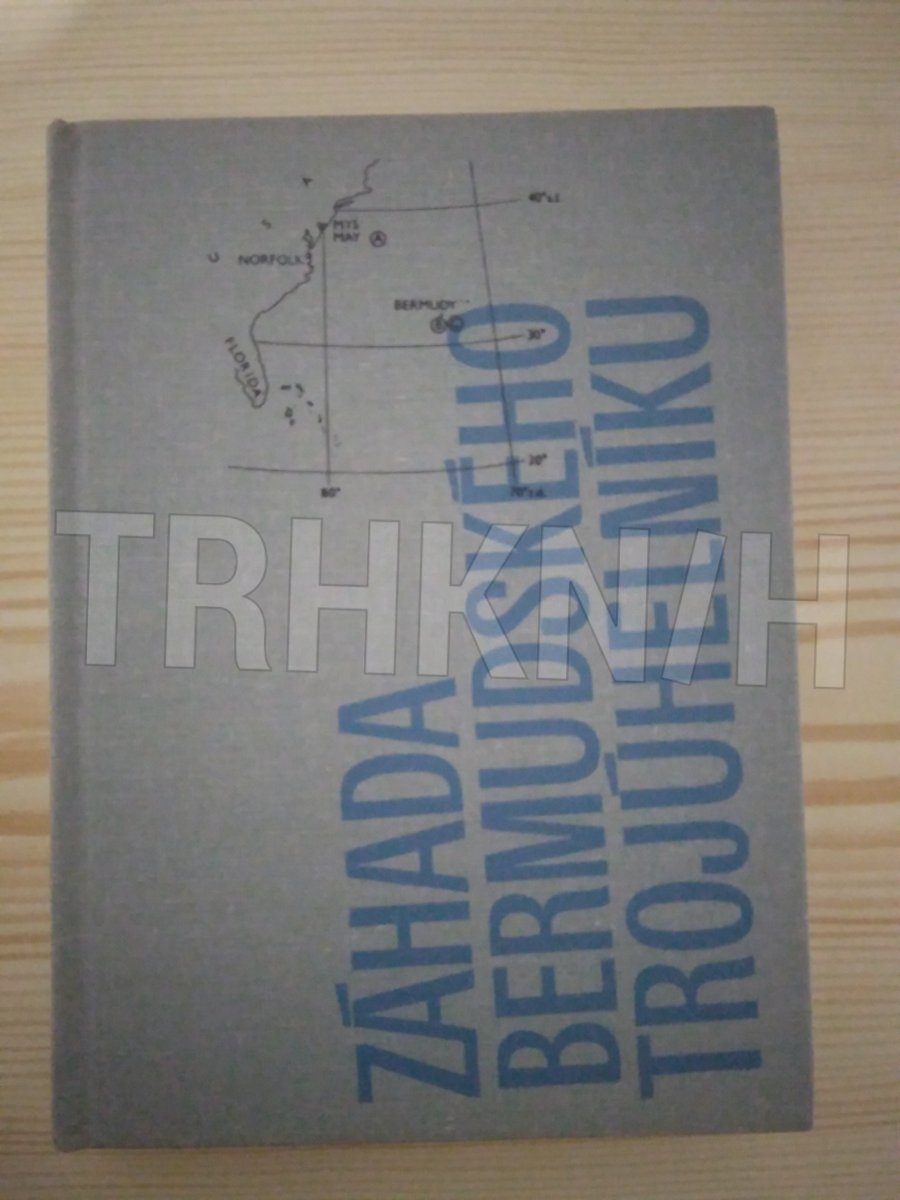 U S A
40°s.š.
MYS
MAY A
NORFOLK
BERMUDY
B C
30°
FLORIDA
20°
80°
70°z.d.
ZÁHADA
BERMUDSKÉHO
TROJÚHELNÍKU
TRHKNIH